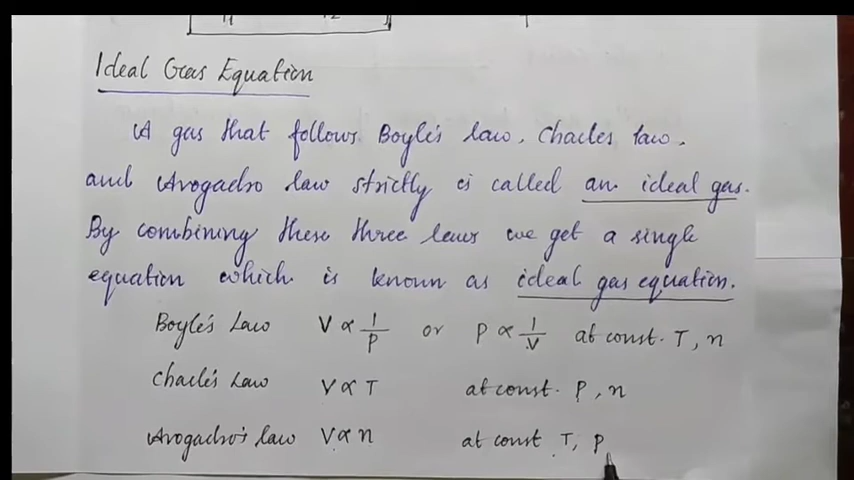 Ideal Gas Equation
A gas that follows Boyle's law, Charles law,
and Avogadro law strictly is called an ideal gas.
By combining these three laws we get a single
equation which is known as ideal gas equation.
Boyle's Law V ∝ 1/P or P ∝ 1/V at const. T, n
Charle's Law V ∝ T at const. P, n
Avogadro's law V ∝ n at const T, P